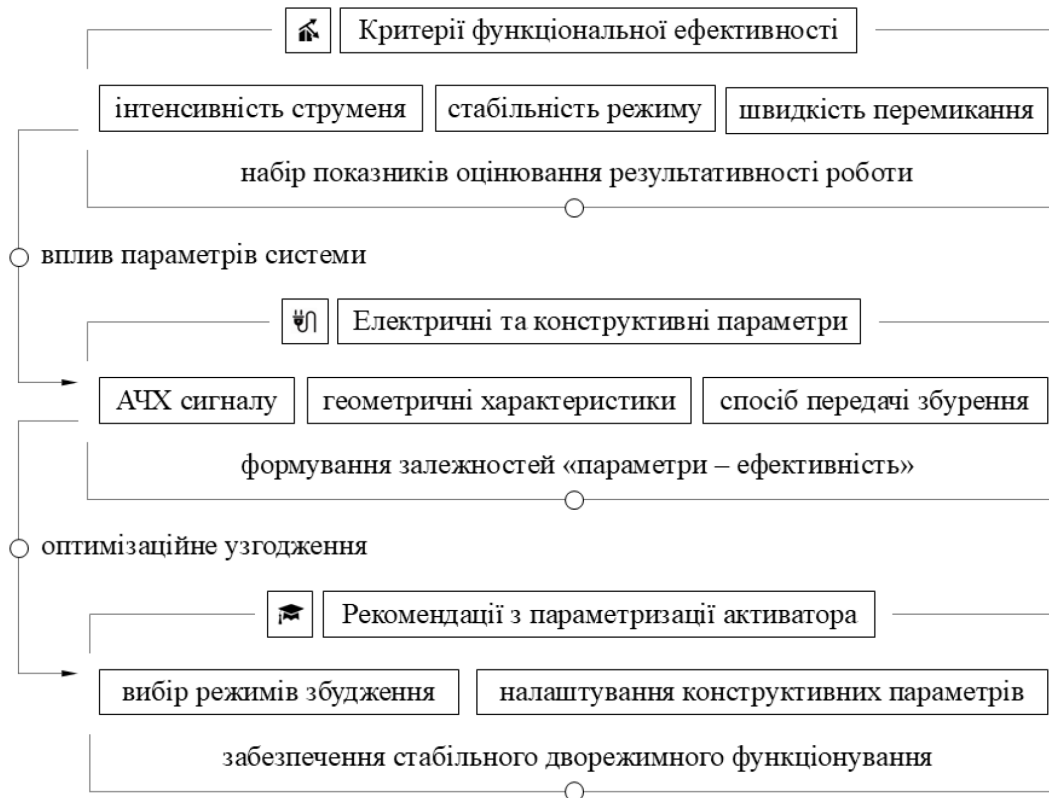 Критерії функціональної ефективності
інтенсивність струменя стабільність режиму швидкість перемикання
набір показників оцінювання результативності роботи
вплив параметрів системи
Електричні та конструктивні параметри
АЧХ сигналу геометричні характеристики спосіб передачі збурення
формування залежностей «параметри – ефективність»
оптимізаційне узгодження
Рекомендації з параметризації активатора
вибір режимів збудження налаштування конструктивних параметрів
забезпечення стабільного дворежимного функціонування